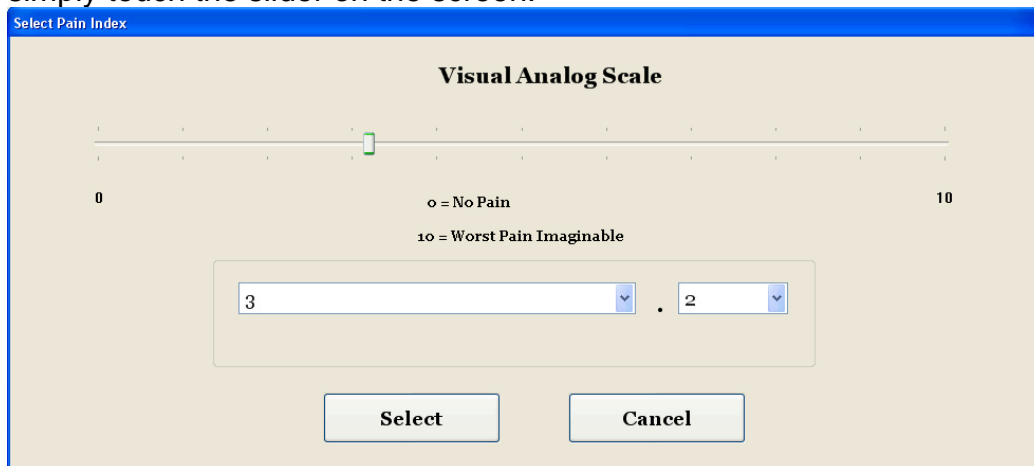 simply touch the slider on the screen.
Select Pain Index
Visual Analog Scale
0 10
0 = No Pain
10 = Worst Pain Imaginable
3 . 2
Select Cancel